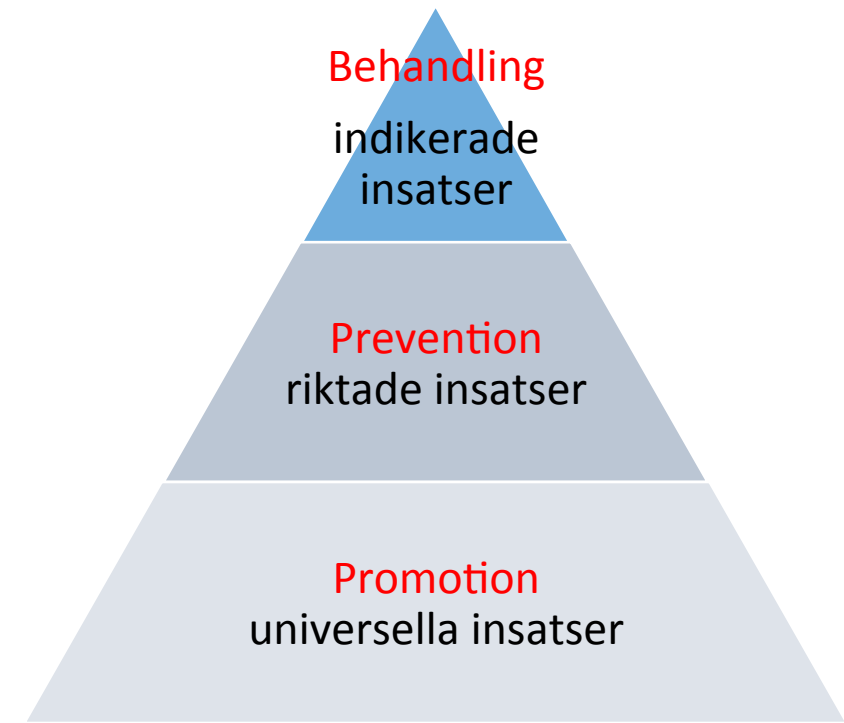 Behandling
indikerade
insatser
Prevention
riktade insatser
Promotion
universella insatser